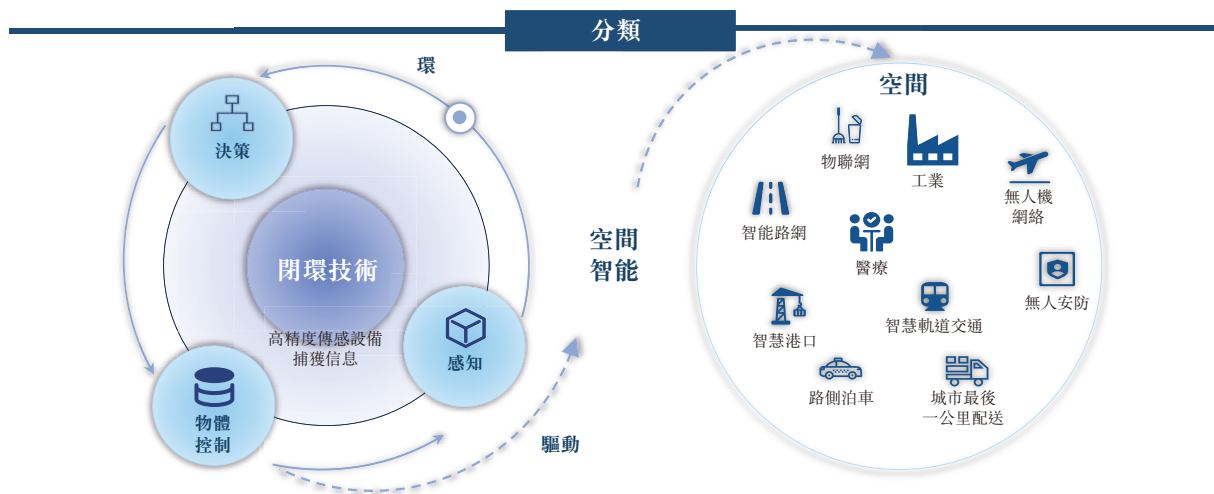 分類
環
決策
閉環技術
高精度傳感設備
捕獲信息
感知
物體
控制
驅動
空間
智能
空間
物聯網
工業
無人機
網絡
智能路網
醫療
無人安防
智慧港口
智慧軌道交通
路側泊車
城市最後
一公里配送